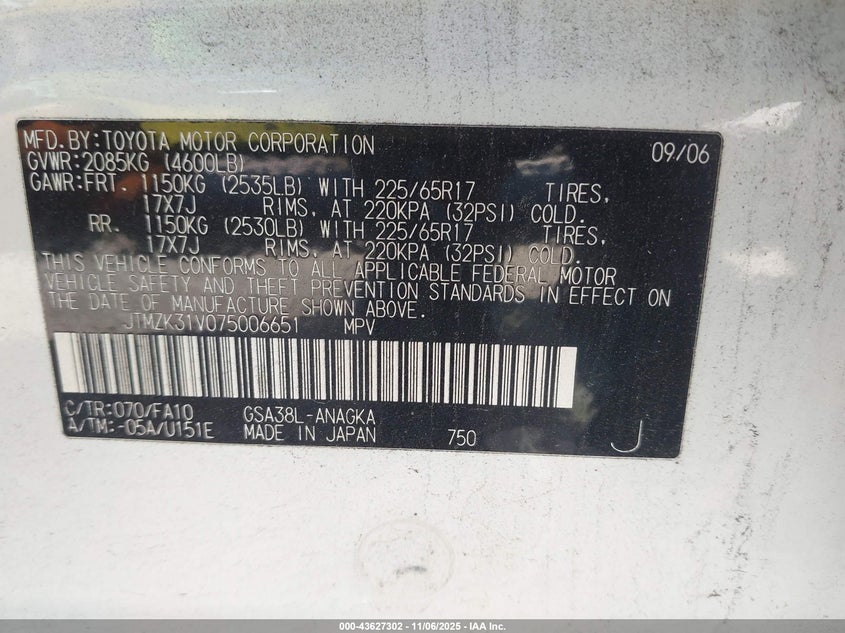 MFD.BY:TOYOTA MOTOR CORPORATION 09/06
GVWR:2085KG (4600LB)
GAWR:FRT. 1150KG (2535LB) WITH 225/65R17 TIRES,
17X7J RIMS, AT 220KPA (32PSI) COLD.
RR. 1150KG (2530LB) WITH 225/65R17 TIRES,
17X7J RIMS, AT 220KPA (32PSI) COLD.
THIS VEHICLE CONFORMS TO ALL APPLICABLE FEDERAL MOTOR
VEHICLE SAFETY AND THEFT PREVENTION STANDARDS IN EFFECT ON
THE DATE OF MANUFACTURE SHOWN ABOVE.
JTMZK31V075006651 MPV
C/TR:070/FA10 GSA38L-ANAGKA
A/TM:-05A/U151E MADE IN JAPAN 750 J
000-43627302 - 11/06/2025 - IAA Inc.